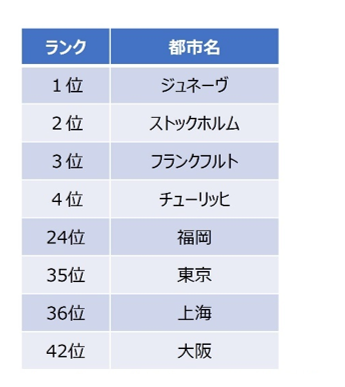 ランク 都市名
１位 ジュネーヴ
２位 ストックホルム
３位 フランクフルト
４位 チューリッヒ
24位 福岡
35位 東京
36位 上海
42位 大阪